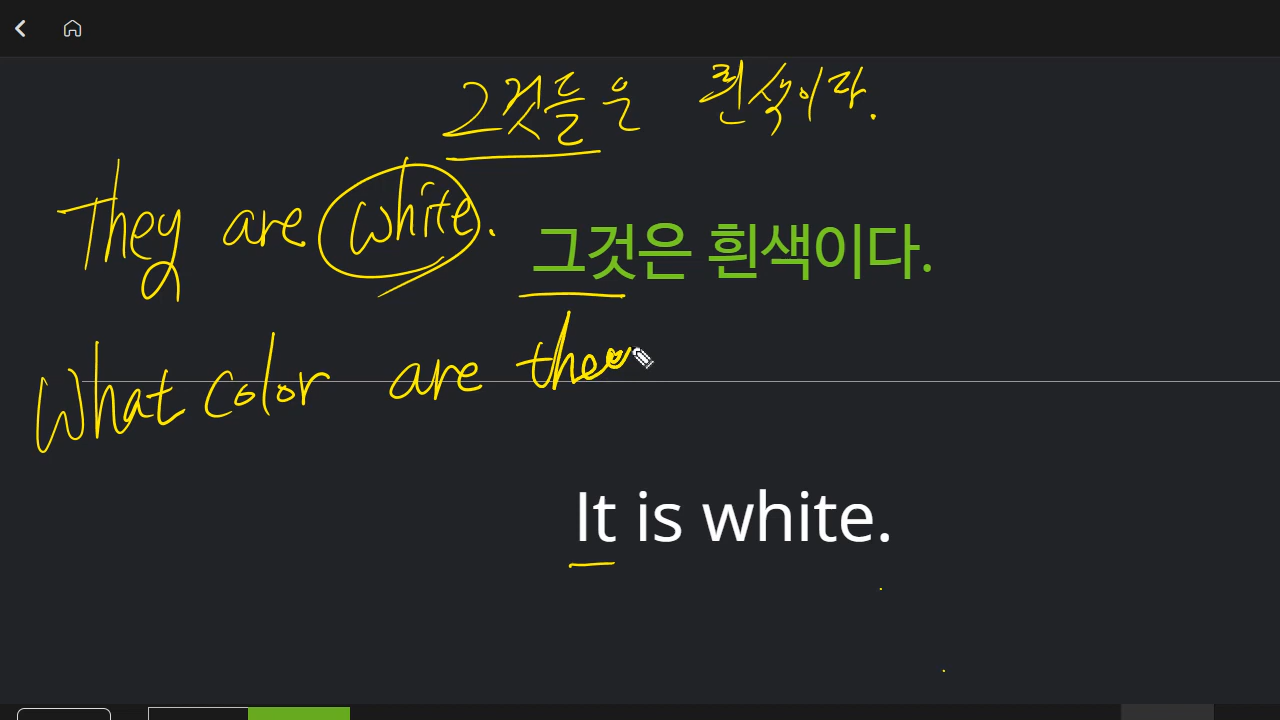 그것들은 흰색이다.
They are white.
그것은 흰색이다.
What color are
It is white.